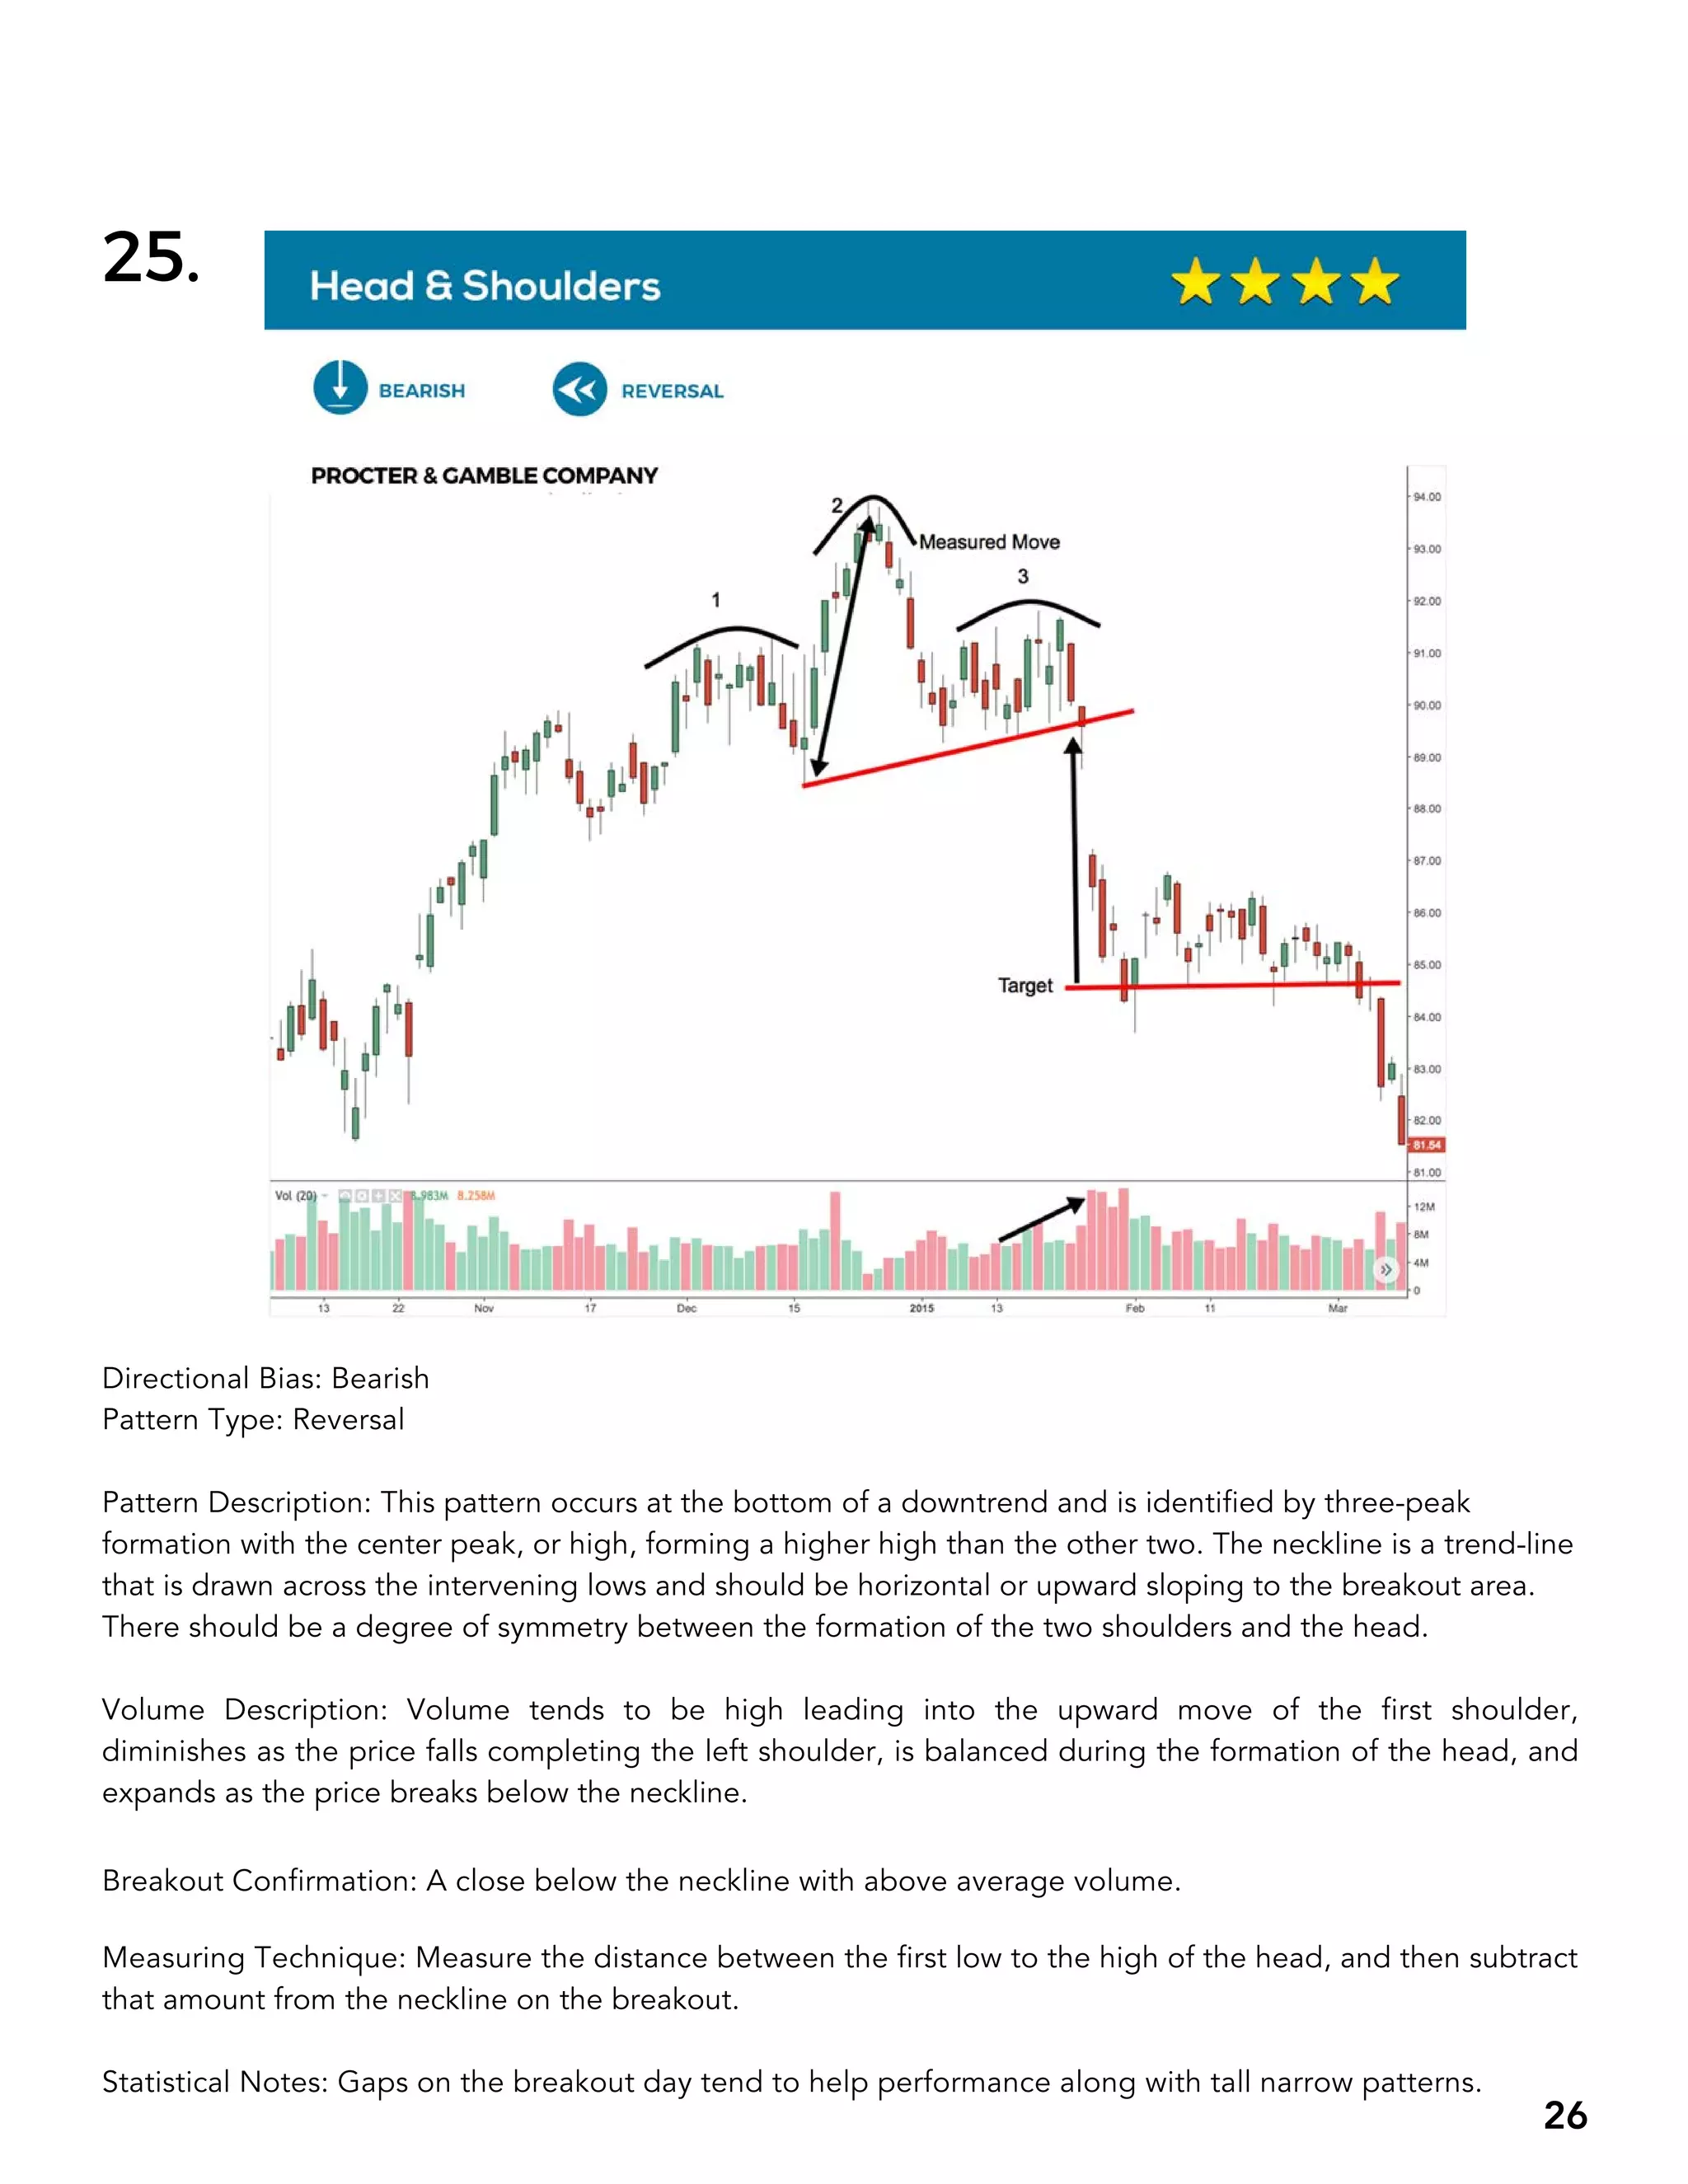 25.
Head & Shoulders
BEARISH
REVERSAL
PROCTER & GAMBLE COMPANY
94.00
2
Measured Move
93.00
3
1
92.00
91.00
90.00
89.00
88.00
87.00
86.00
85.00
Target
84.00
83.00
82.00
81.54
81.00
Vol (20)
8.983M 8.258M
12M
8M
4M
0
13 22 Nov 17 Dec 15 2015 13 Feb 11 Mar
Directional Bias: Bearish
Pattern Type: Reversal
Pattern Description: This pattern occurs at the bottom of a downtrend and is identified by three-peak
formation with the center peak, or high, forming a higher high than the other two. The neckline is a trend-line
that is drawn across the intervening lows and should be horizontal or upward sloping to the breakout area.
There should be a degree of symmetry between the formation of the two shoulders and the head.
Volume Description: Volume tends to be high leading into the upward move of the first shoulder,
diminishes as the price falls completing the left shoulder, is balanced during the formation of the head, and
expands as the price breaks below the neckline.
Breakout Confirmation: A close below the neckline with above average volume.
Measuring Technique: Measure the distance between the first low to the high of the head, and then subtract
that amount from the neckline on the breakout.
Statistical Notes: Gaps on the breakout day tend to help performance along with tall narrow patterns.
26